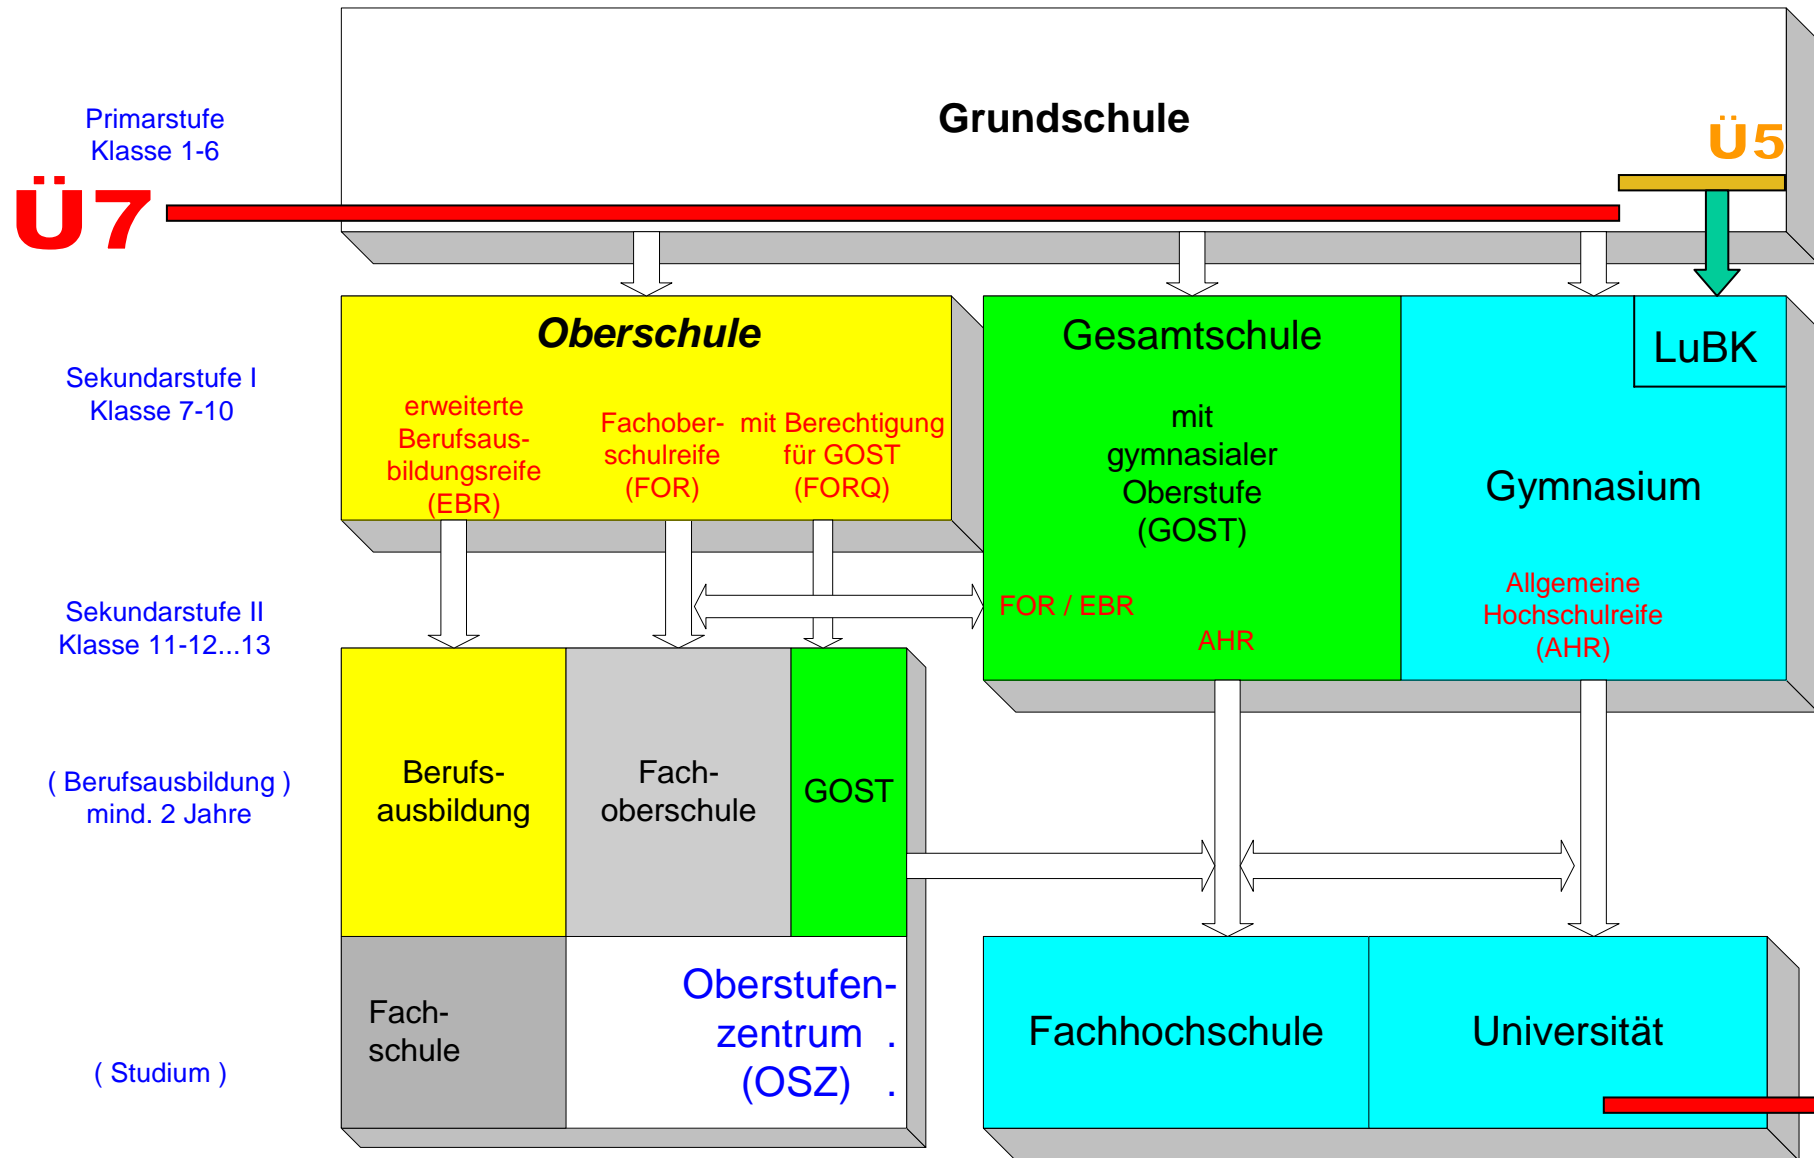 Grundschule
Primarstufe
Klasse 1-6
Ü5
Ü7
Oberschule
Gesamtschule
LuBK
Sekundarstufe I
Klasse 7-10
erweiterte
Berufsaus-
bildungsreife
(EBR)
Fachober-
schulreife
(FOR)
mit Berechtigung
für GOST
(FORQ)
mit
gymnasialer
Oberstufe
(GOST)
Gymnasium
Sekundarstufe II
Klasse 11-12...13
FOR / EBR
AHR
Allgemeine
Hochschulreife
(AHR)
( Berufsausbildung )
mind. 2 Jahre
Berufs-
ausbildung
Fach-
oberschule
GOST
Fach-
schule
Oberstufen-
zentrum .
(OSZ) .
Fachhochschule
Universität
( Studium )